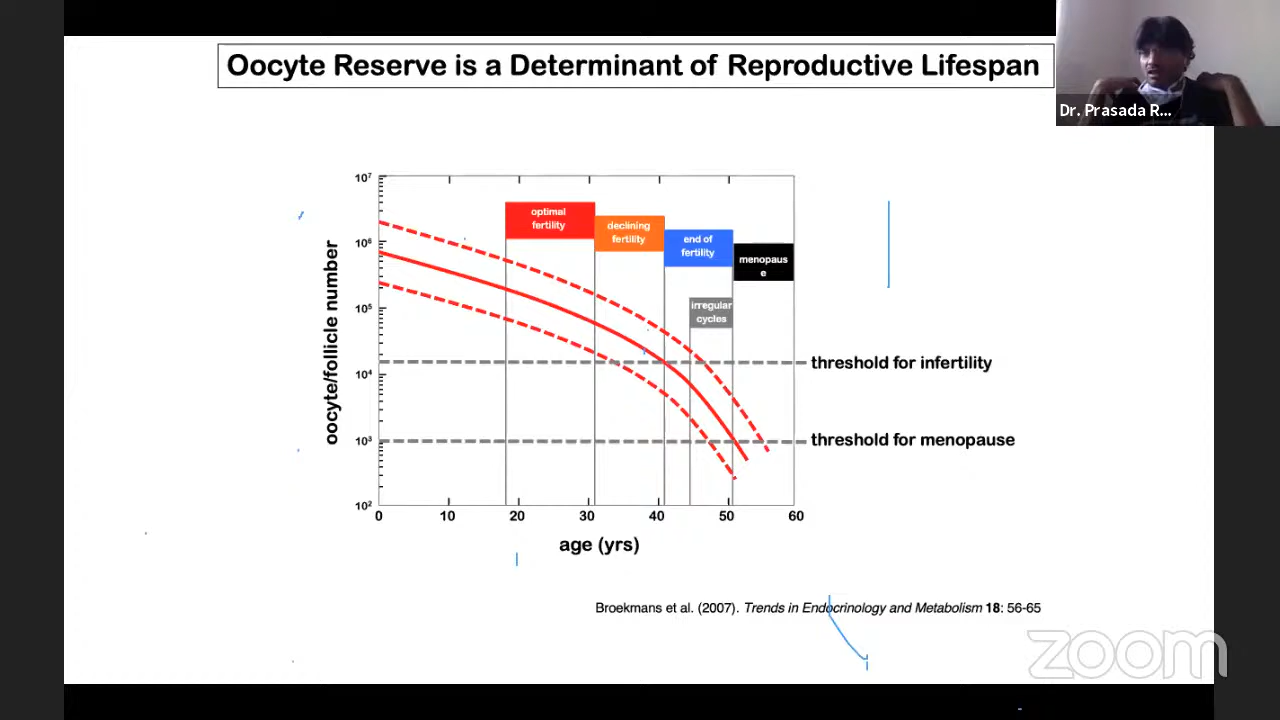 Oocyte Reserve is a Determinant of Reproductive Lifespan
Dr. Prasada R...
10⁷
10⁶
10⁵
10⁴
10³
10²
oocyte/follicle number
optimal
fertility
declining
fertility
end of
fertility
menopaus
e
irregular
cycles
threshold for infertility
threshold for menopause
0 10 20 30 40 50 60
age (yrs)
Broekmans et al. (2007). Trends in Endocrinology and Metabolism 18: 56-65
zoom